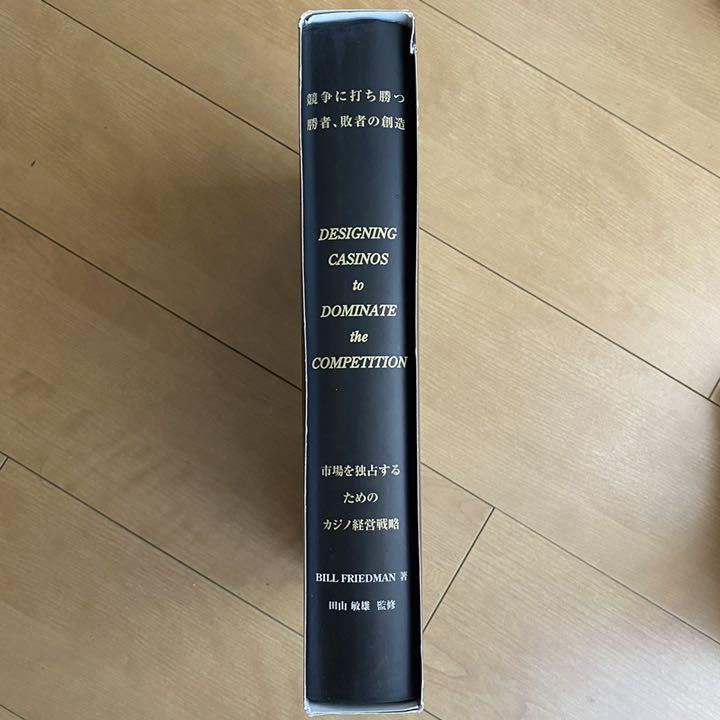 競争に打ち勝つ
勝者、敗者の創造
DESIGNING
CASINOS
to
DOMINATE
the
COMPETITION
市場を独占する
ための
カジノ経営戦略
BILL FRIEDMAN 著
田山 敏雄 監修